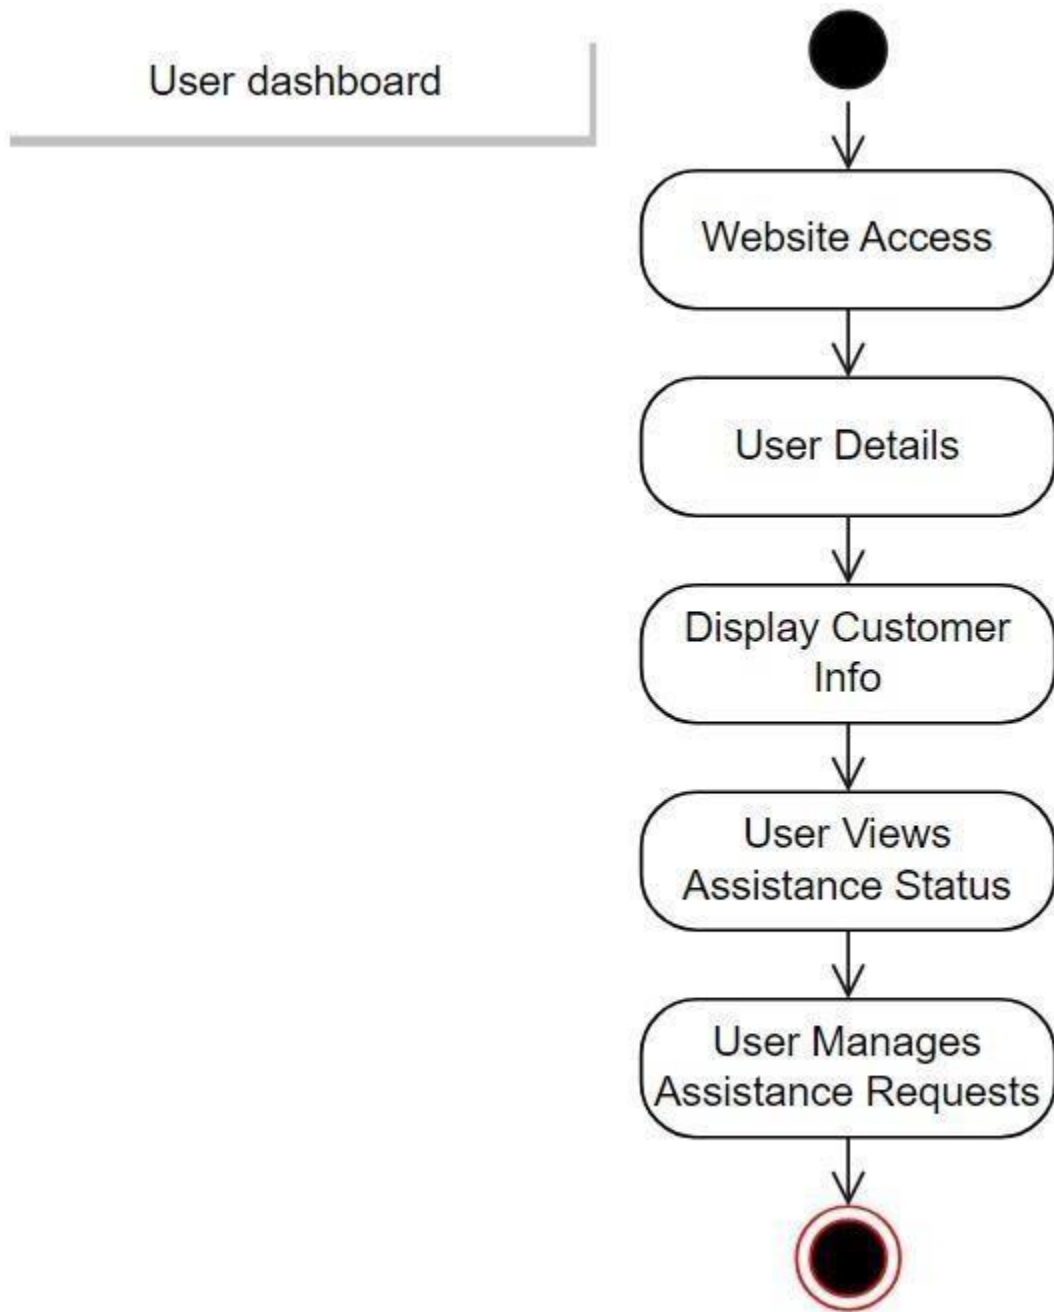 User dashboard
Website Access
User Details
Display Customer
Info
User Views
Assistance Status
User Manages
Assistance Requests